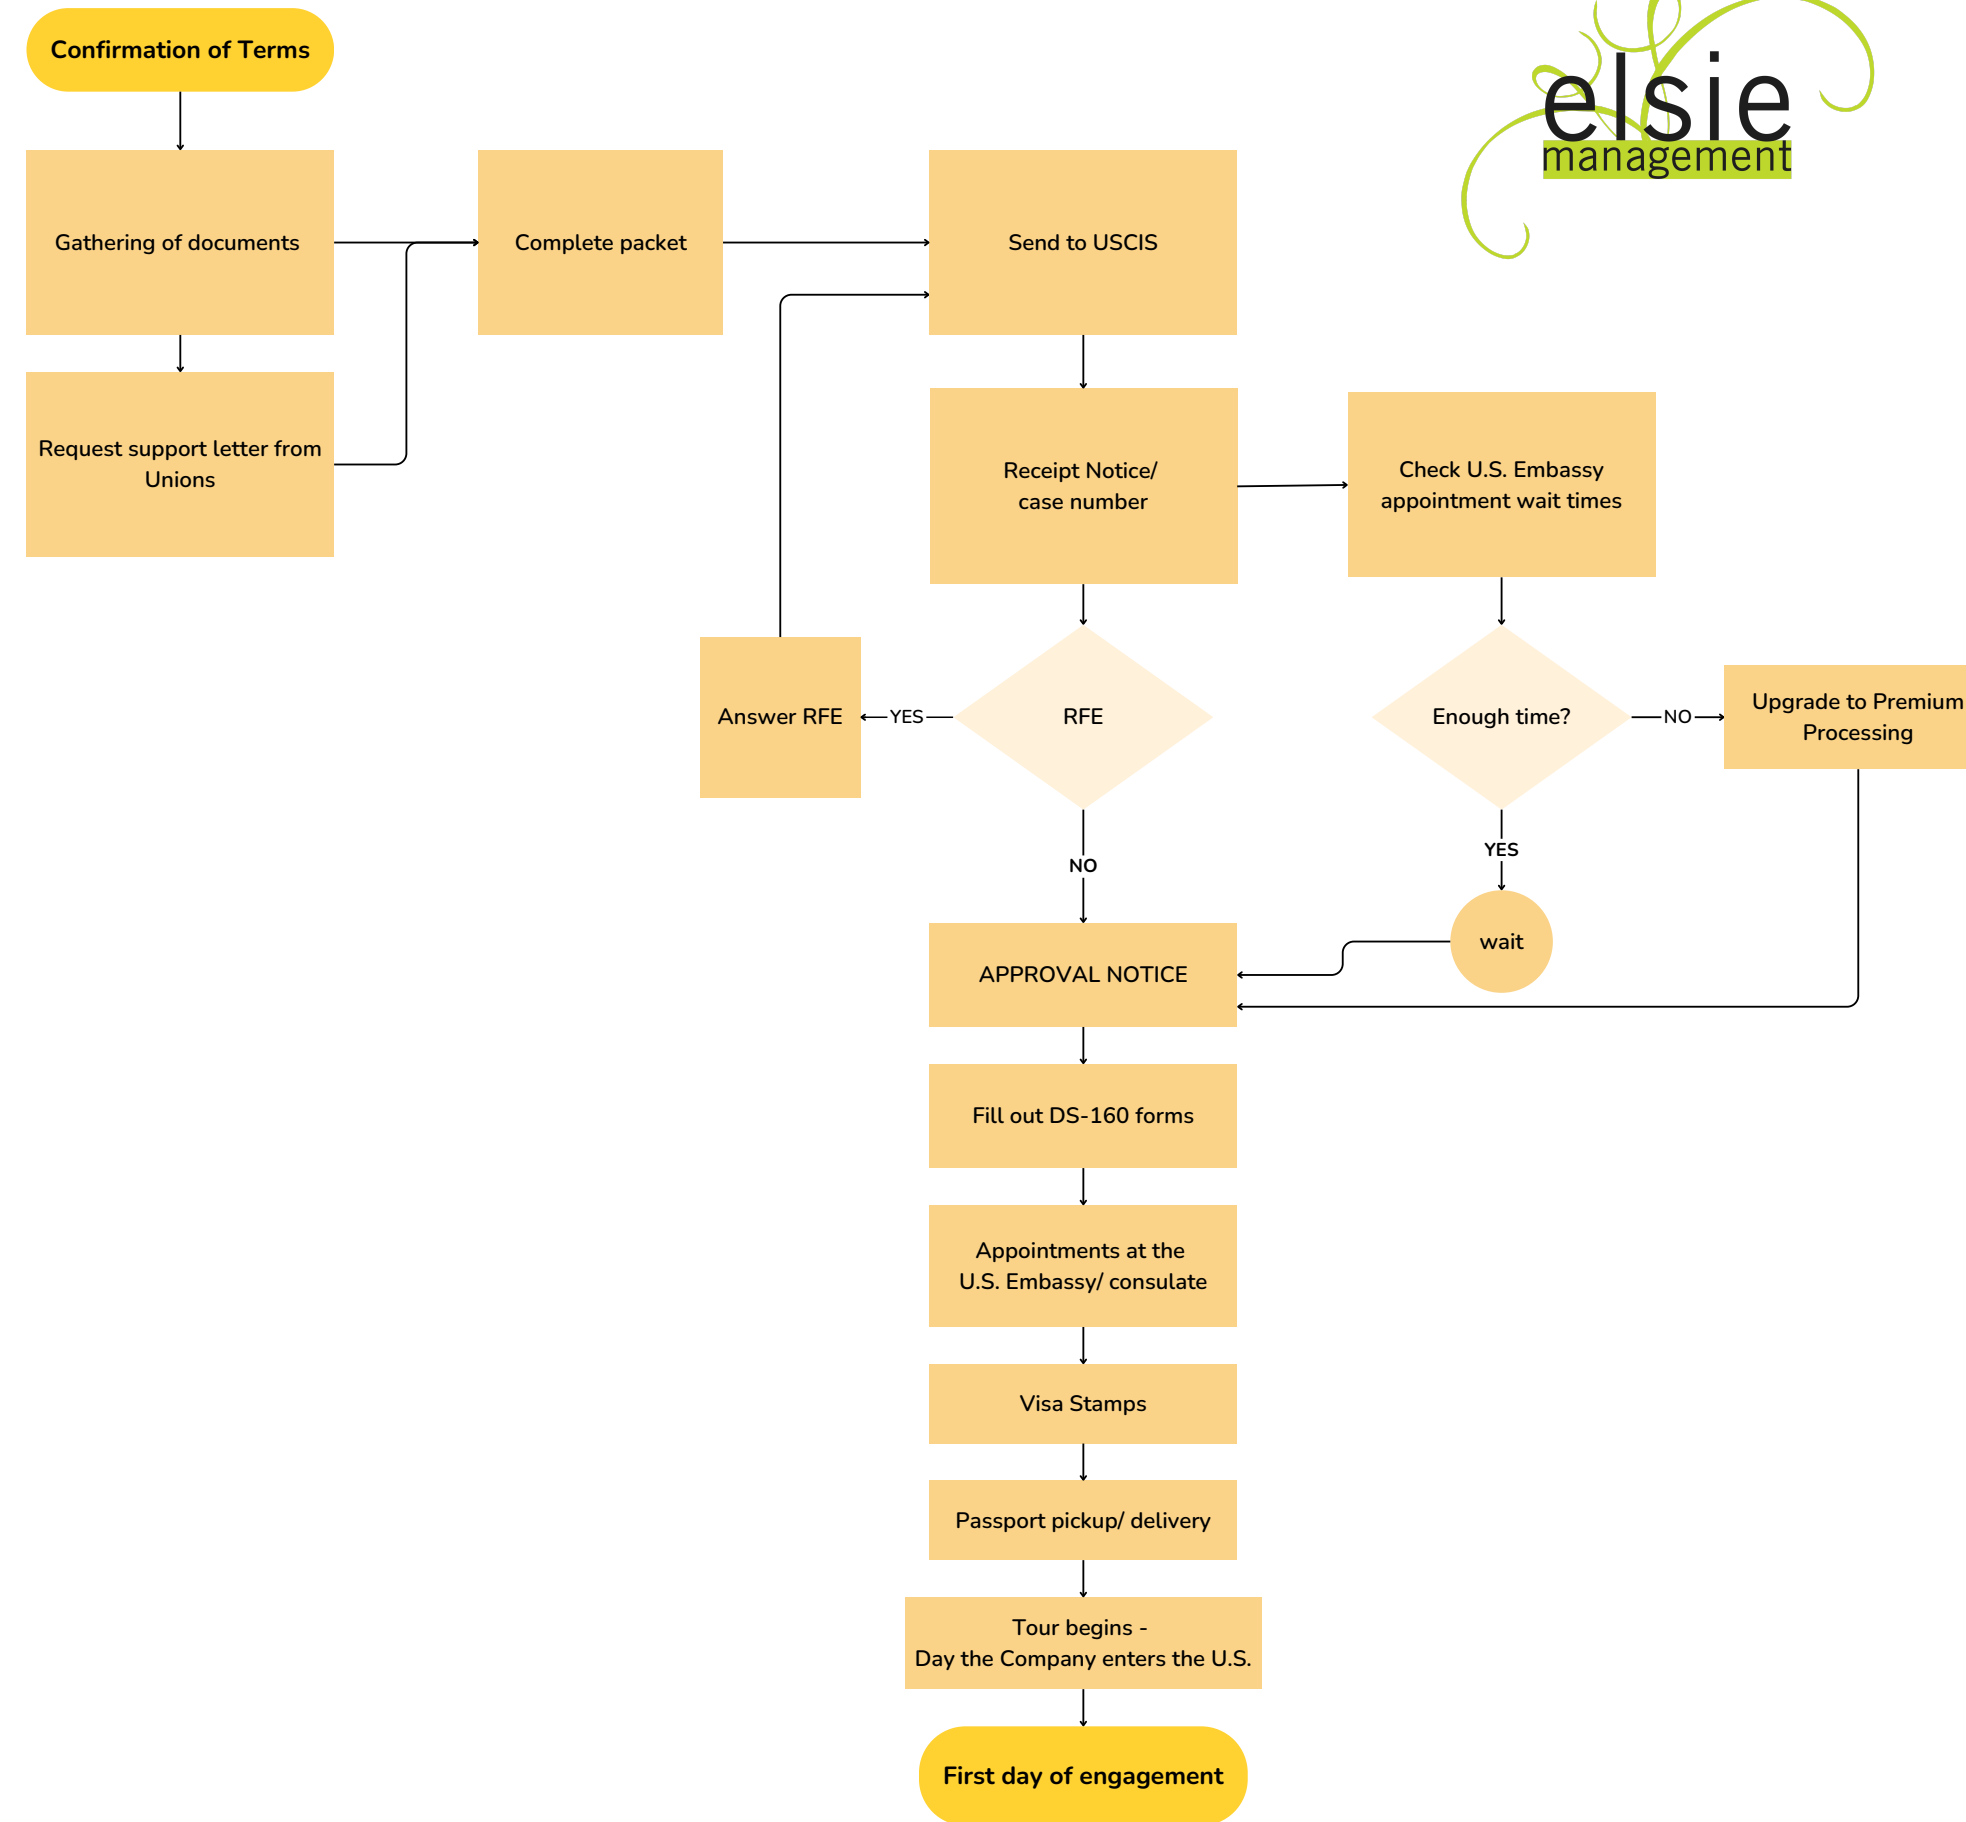 Confirmation of Terms
elsie
management
Gathering of documents
Complete packet
Send to USCIS
Request support letter from
Unions
Receipt Notice/
case number
Check U.S. Embassy
appointment wait times
Answer RFE
YES
RFE
Enough time?
NO
Upgrade to Premium
Processing
NO
YES
wait
APPROVAL NOTICE
Fill out DS-160 forms
Appointments at the
U.S. Embassy/ consulate
Visa Stamps
Passport pickup/ delivery
Tour begins -
Day the Company enters the U.S.
First day of engagement